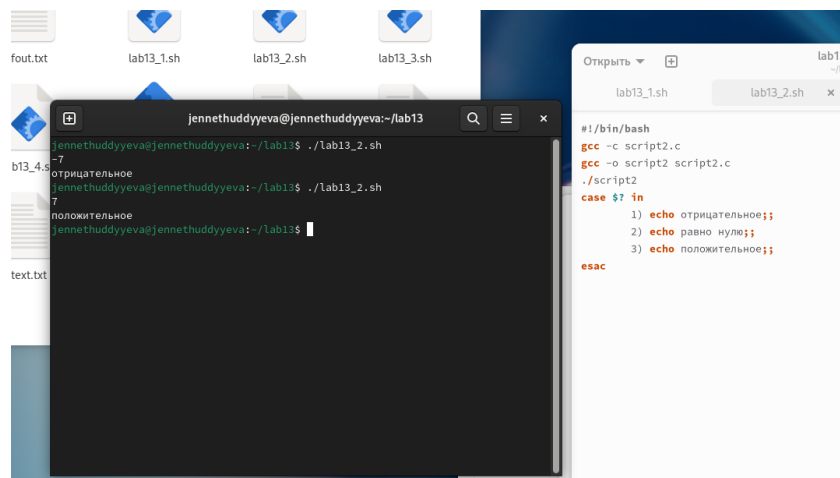 fout.txt
lab13_1.sh
lab13_2.sh
lab13_3.sh
text.txt
jennethuddyyeva@jennethuddyyeva:~/lab13
jennethuddyyeva@jennethuddyyeva:~/lab13$ ./lab13_2.sh
-7
отрицательное
jennethuddyyeva@jennethuddyyeva:~/lab13$ ./lab13_2.sh
7
положительное
jennethuddyyeva@jennethuddyyeva:~/lab13$
Открыть
lab13_1.sh
lab13_2.sh
#!/bin/bash
gcc -c script2.c
gcc -o script2 script2.c
./script2
case $? in
1) echo отрицательное;;
2) echo равно нулю;;
3) echo положительное;;
esac